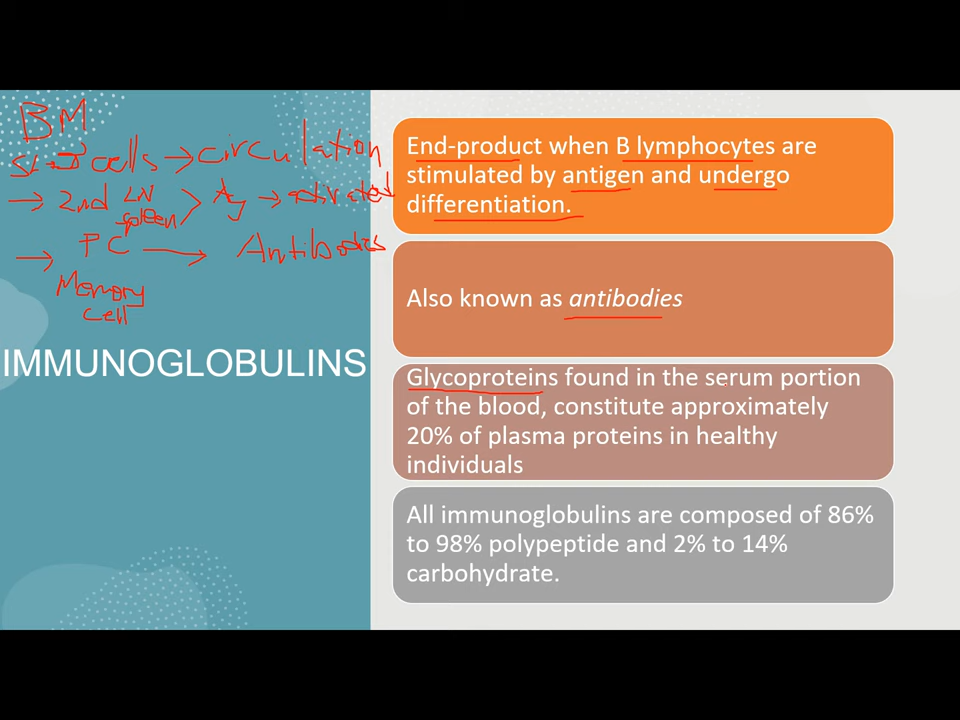 BM
cells → circulation
→ 2nd LN Ag → activated
spleen
→ PC → Antibodies
Memory
cell
IMMUNOGLOBULINS
End-product when B lymphocytes are
stimulated by antigen and undergo
differentiation.
Also known as antibodies
Glycoproteins found in the serum portion
of the blood, constitute approximately
20% of plasma proteins in healthy
individuals
All immunoglobulins are composed of 86%
to 98% polypeptide and 2% to 14%
carbohydrate.